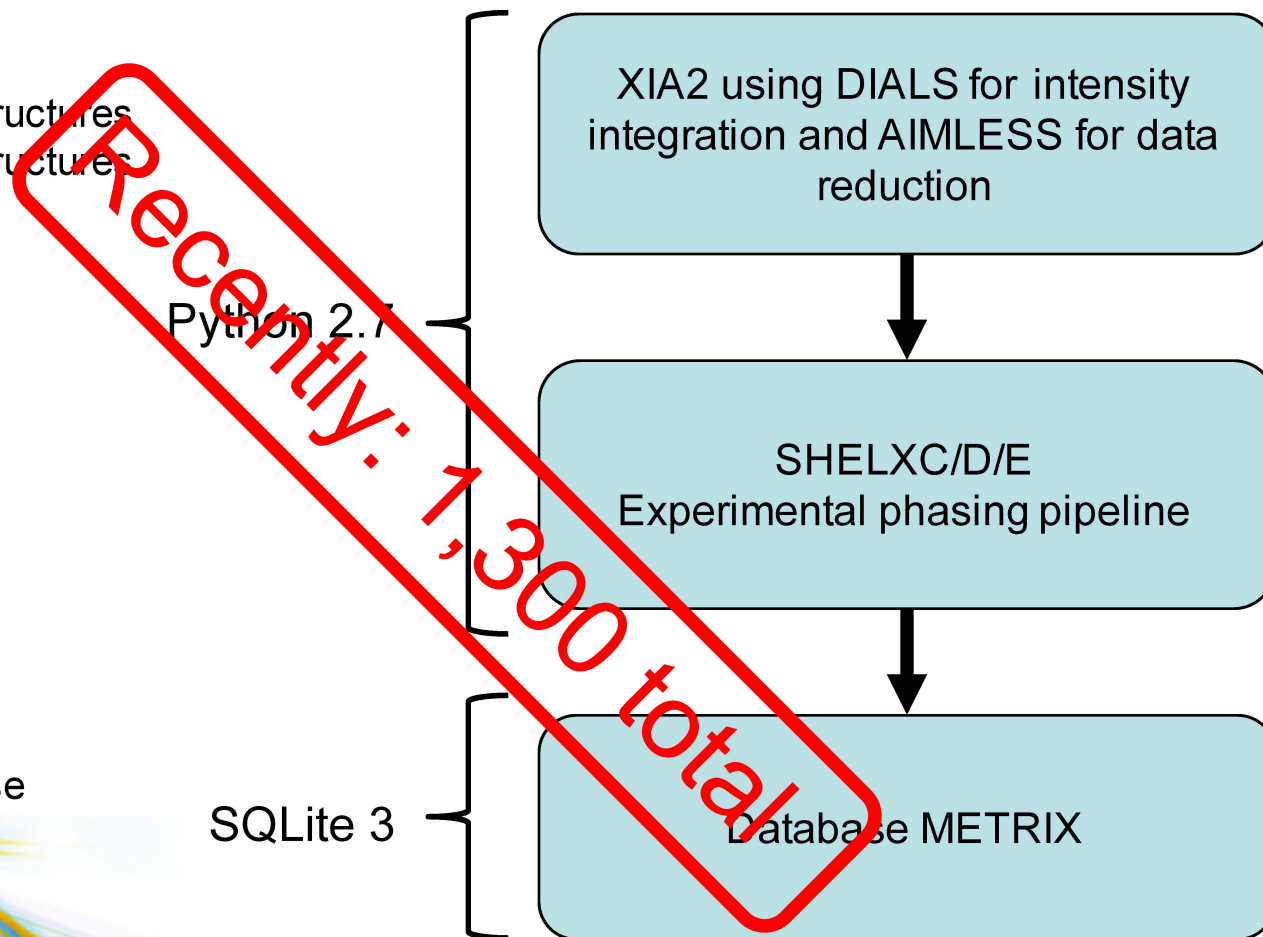 XIA2 using DIALS for intensity
integration and AIMLESS for data
reduction
Python 2.7
SHELXC/D/E
Experimental phasing pipeline
SQLite 3
Database METRIX
Recently: 1,300 total